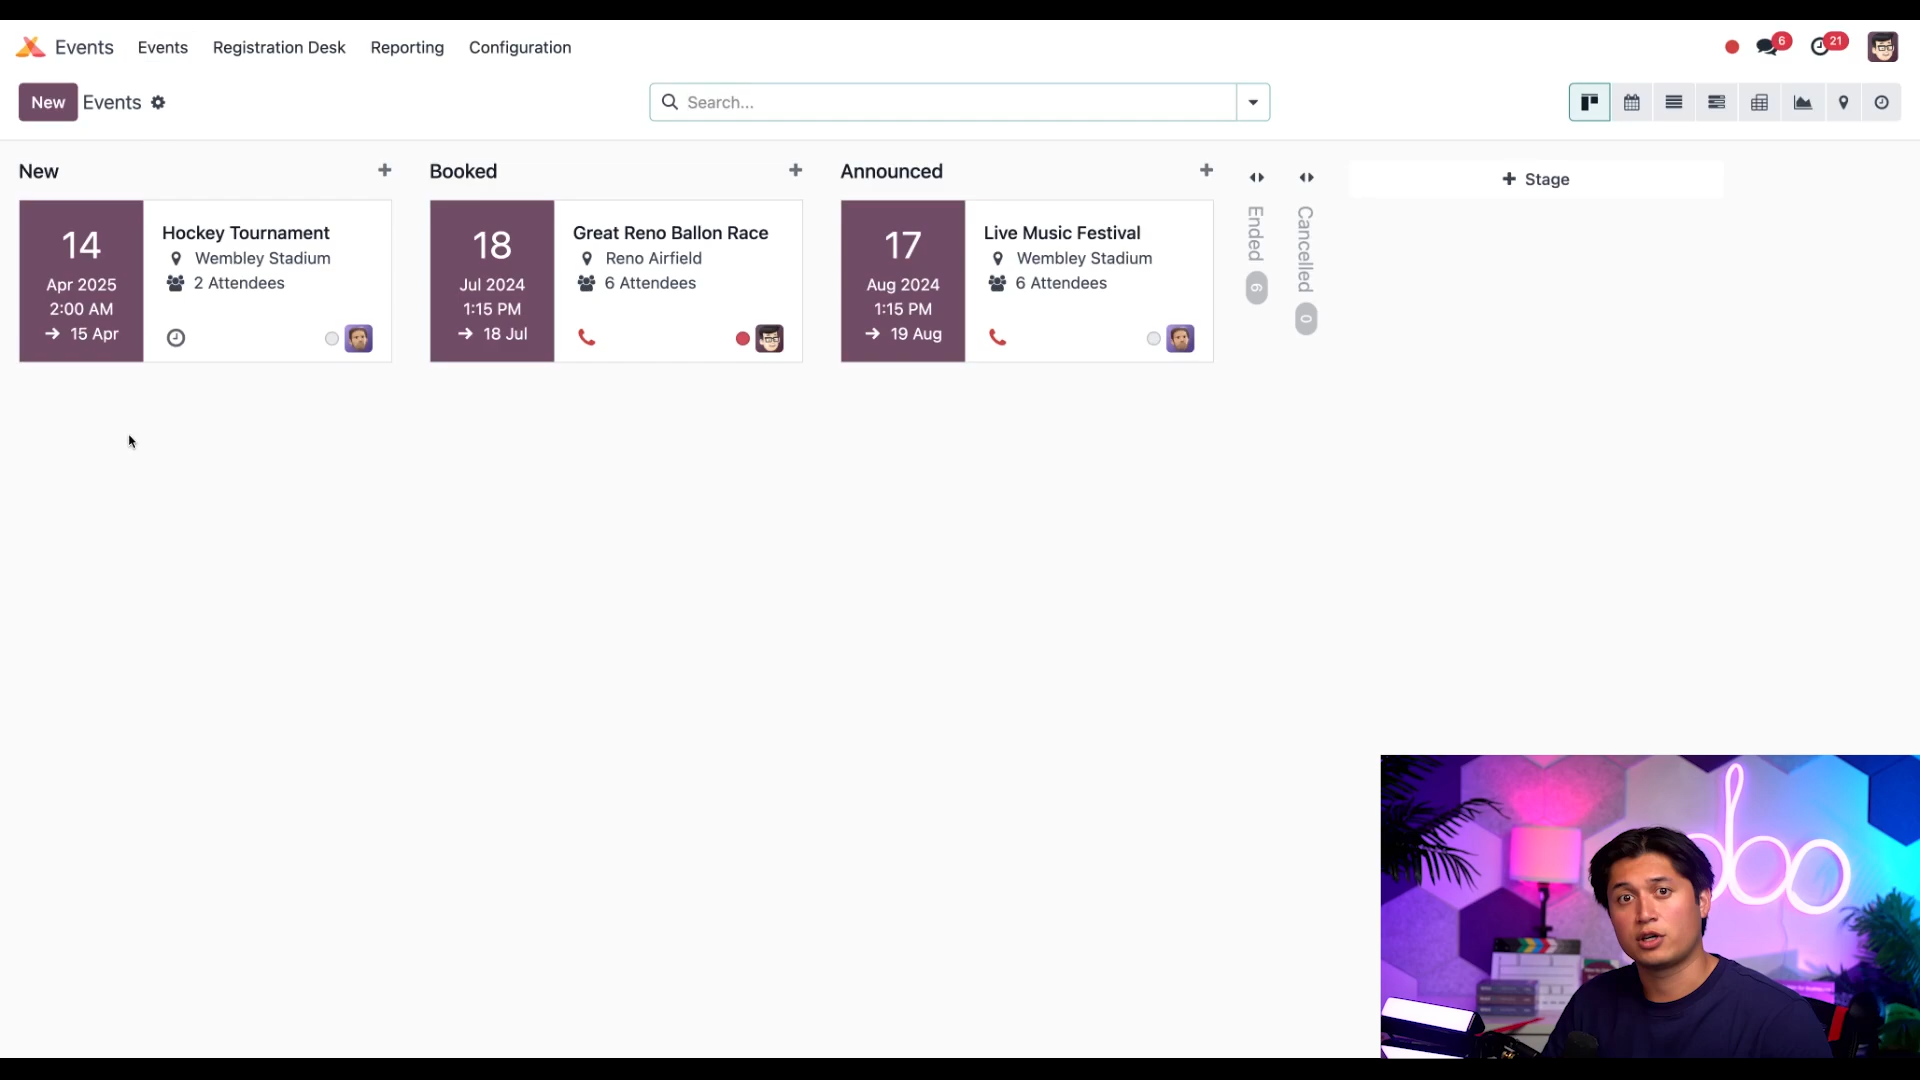 Events
Events
Registration Desk
Reporting
Configuration
6
21
New
Events
Search...
New
Booked
Announced
Ended
6
Cancelled
0
Stage
14
Apr 2025
2:00 AM
15 Apr
Hockey Tournament
Wembley Stadium
2 Attendees
18
Jul 2024
1:15 PM
18 Jul
Great Reno Ballon Race
Reno Airfield
6 Attendees
17
Aug 2024
1:15 PM
19 Aug
Live Music Festival
Wembley Stadium
6 Attendees